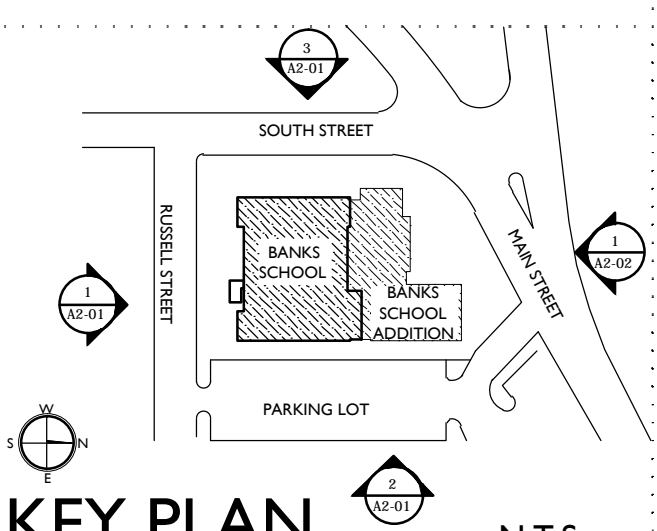 3
A2-01
SOUTH STREET
RUSSELL STREET
BANKS
SCHOOL
MAIN STREET
1
A2-02
1
A2-01
BANKS
SCHOOL
ADDITION
PARKING LOT
W
S
N
E
2
A2-01
KEY PLAN
N.T.S.